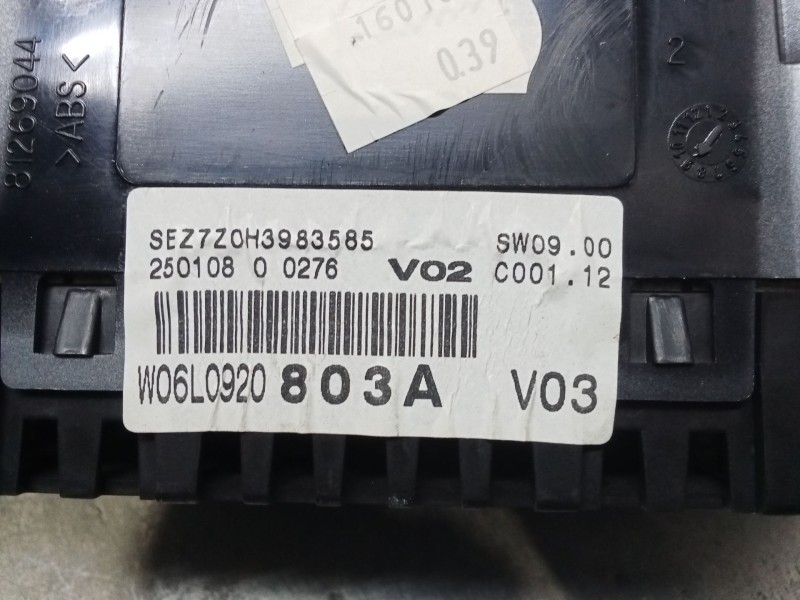 0.39
2
81269044
>ABS<
SEZ7Z0H3983585 SW09.00
250108 0 0276 V02 C001.12
W06L0920 803A V03